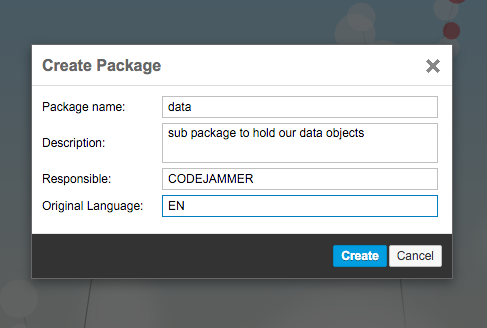 Create Package
Package name: data
Description: sub package to hold our data objects
Responsible: CODEJAMMER
Original Language: EN
Create Cancel